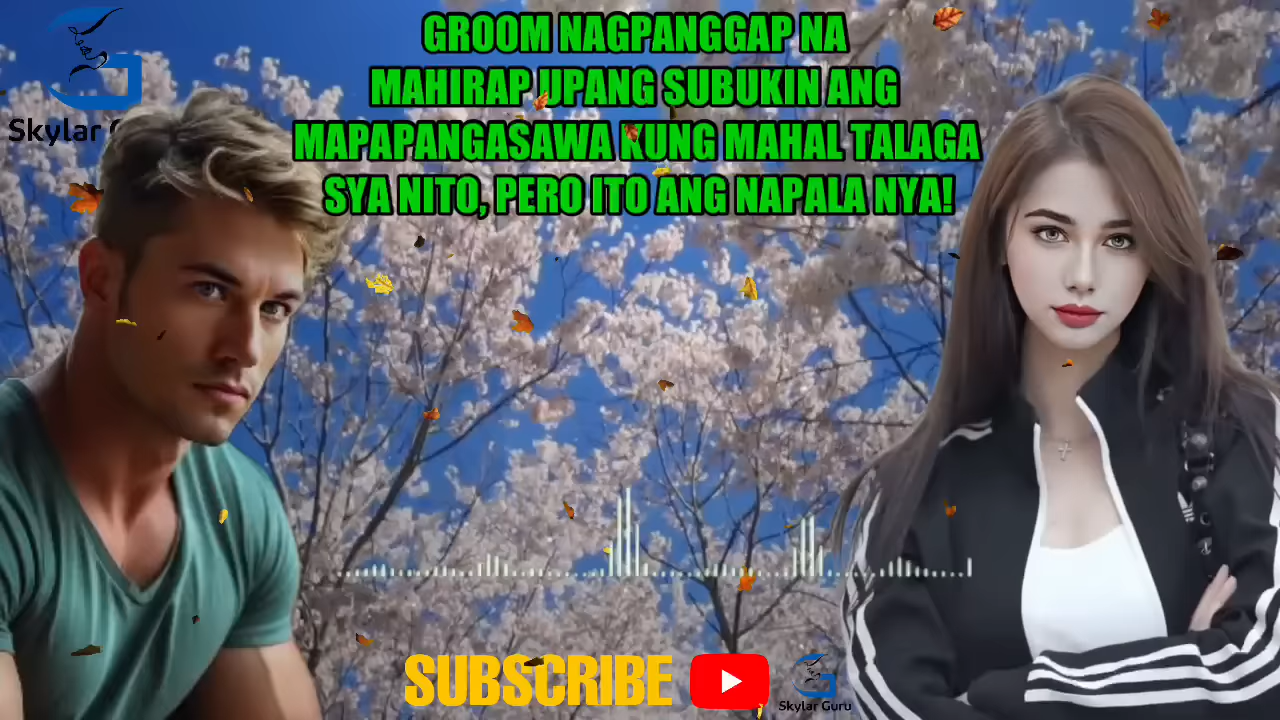 GROOM NAGPANGGAP NA
MAHIRAP UPANG SUBUKIN ANG
MAPAPANGASAWA KUNG MAHAL TALAGA
SYA NITO, PERO ITO ANG NAPALA NYA!
Skylar G
SUBSCRIBE
Skylar Guru